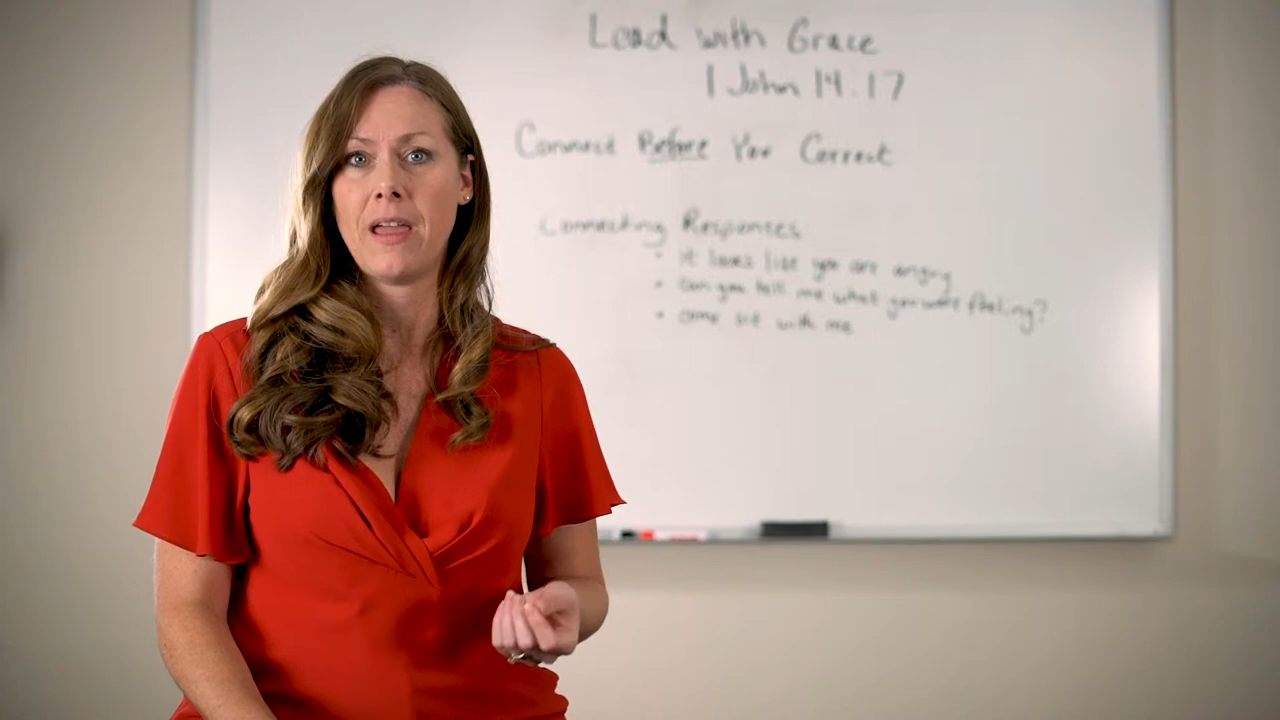 Lead with Grace
1 John 14.17
Connect Before You Correct
Connecting Responses
• it looks like you are angry
• can you tell me what you were feeling?
• come sit with me